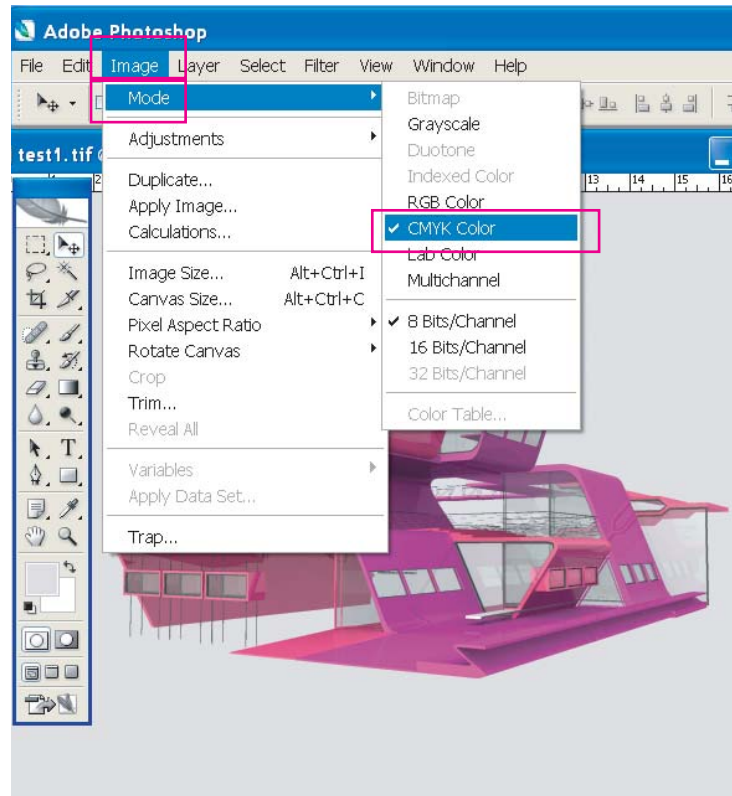 Adobe Photoshop
File Edit Image Layer Select Filter View Window Help
test1.tif
2 13 14 15 16
Mode
Adjustments
Duplicate...
Apply Image...
Calculations...
Image Size... Alt+Ctrl+I
Canvas Size... Alt+Ctrl+C
Pixel Aspect Ratio
Rotate Canvas
Crop
Trim...
Reveal All
Variables
Apply Data Set...
Trap...
Bitmap
Grayscale
Duotone
Indexed Color
RGB Color
CMYK Color
Lab Color
Multichannel
8 Bits/Channel
16 Bits/Channel
32 Bits/Channel
Color Table...
T